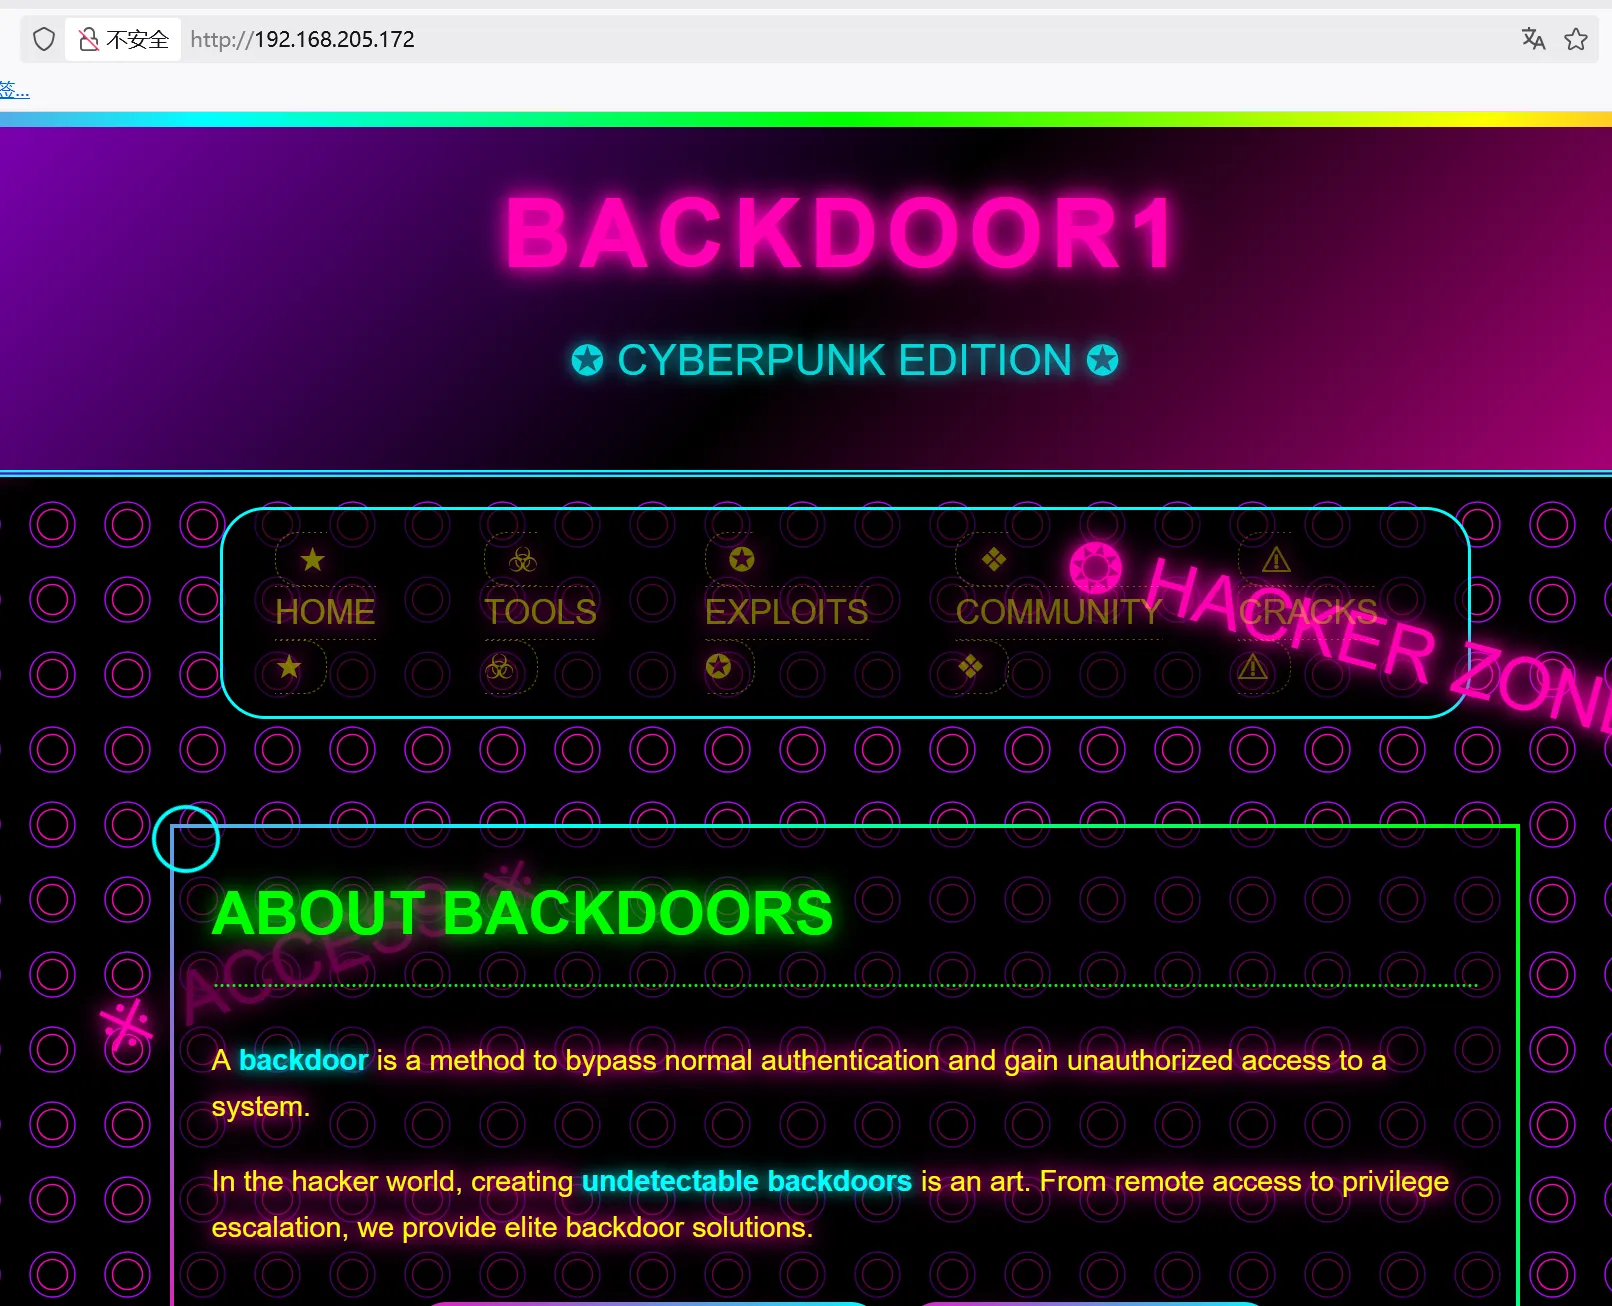 不安全 http://192.168.205.172
签...
BACKDOOR1
✪ CYBERPUNK EDITION ✪
★ ☣ ✪ ❖ ⚠
HOME TOOLS EXPLOITS COMMUNITY CRACKS
★ ☣ ✪ ❖ ⚠
❂ HACKER ZONE
ABOUT BACKDOORS
※ ACCESS ※
A backdoor is a method to bypass normal authentication and gain unauthorized access to a
system.
In the hacker world, creating undetectable backdoors is an art. From remote access to privilege
escalation, we provide elite backdoor solutions.